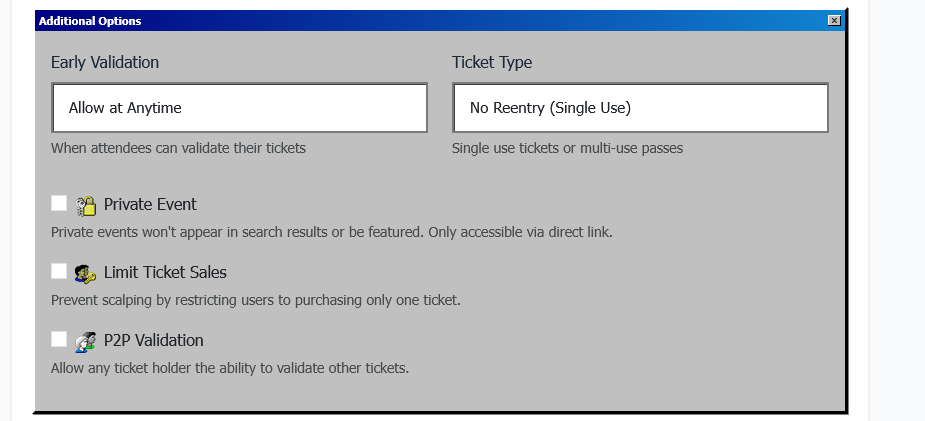 Additional Options
Early Validation
Ticket Type
Allow at Anytime
No Reentry (Single Use)
When attendees can validate their tickets
Single use tickets or multi-use passes
Private Event
Private events won't appear in search results or be featured. Only accessible via direct link.
Limit Ticket Sales
Prevent scalping by restricting users to purchasing only one ticket.
P2P Validation
Allow any ticket holder the ability to validate other tickets.